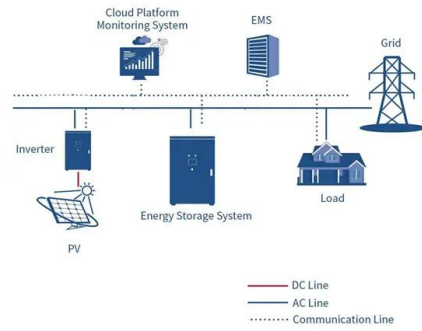 Cloud Platform
Monitoring System
EMS
Grid
Inverter
Energy Storage System
Load
PV
DC Line
AC Line
Communication Line